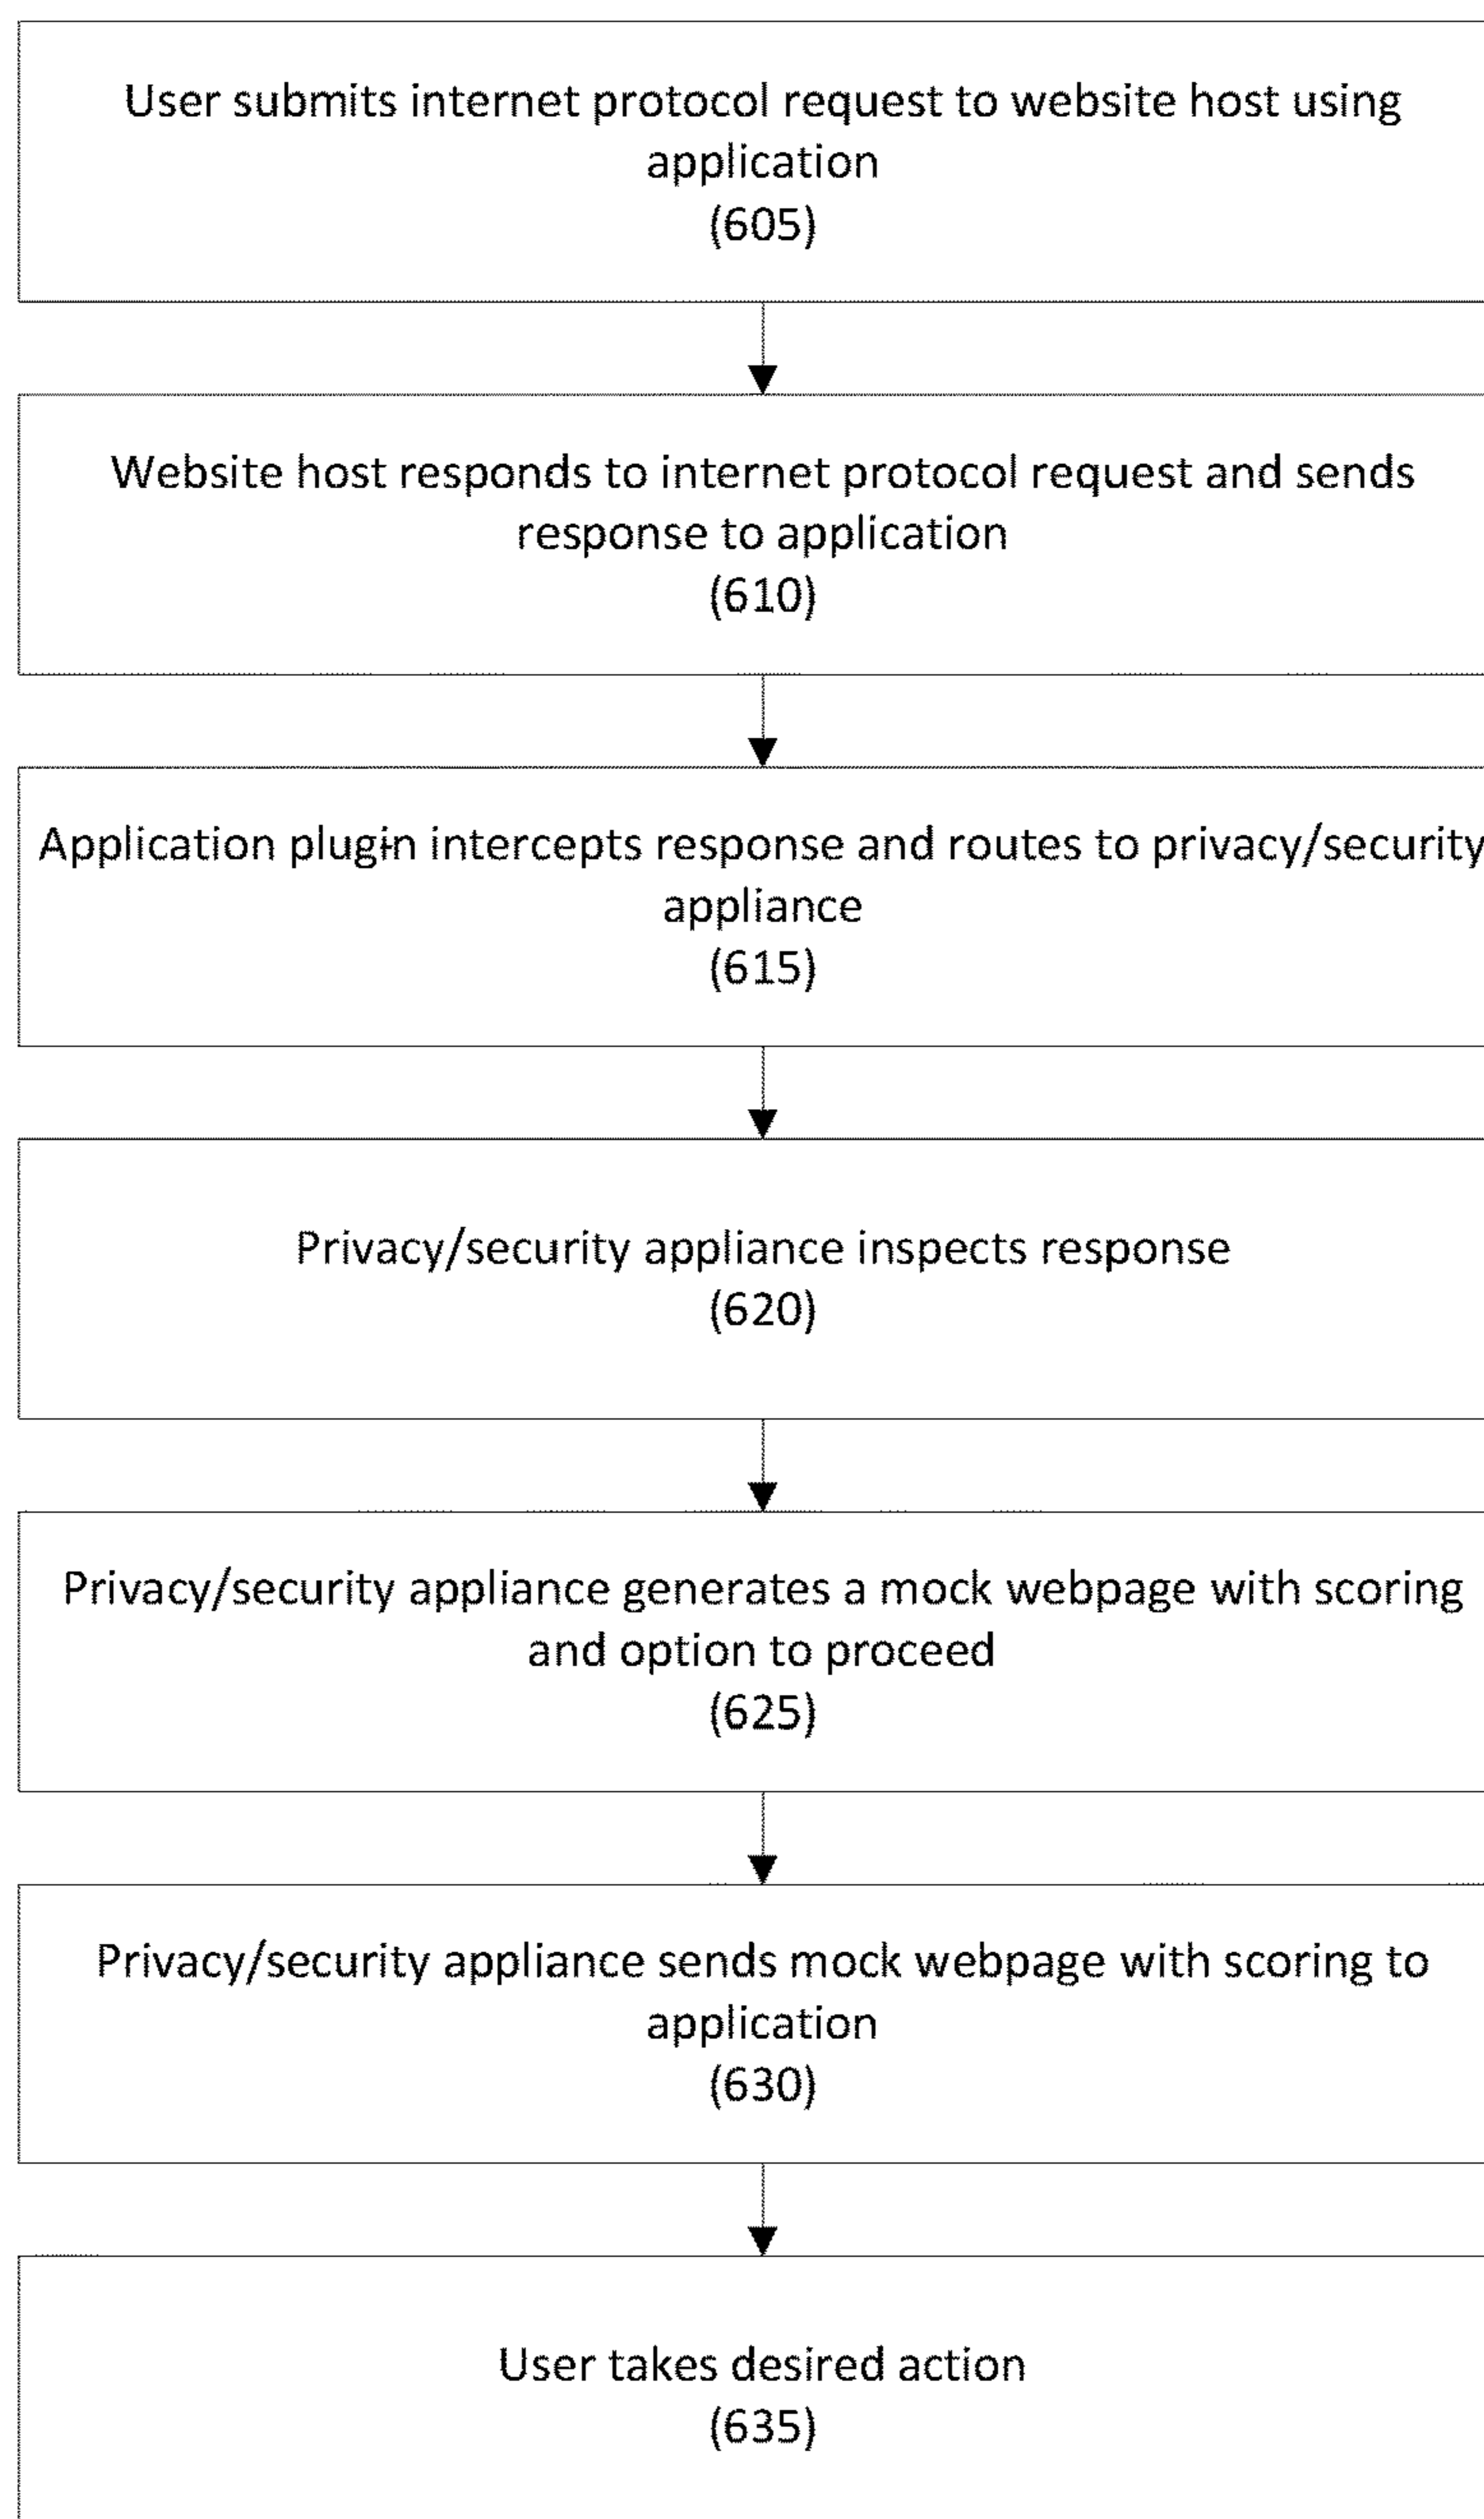 User submits internet protocol request to website host using
application
(605)
Website host responds to internet protocol request and sends
response to application
(610)
Application plugin intercepts response and routes to privacy/security
appliance
(615)
Privacy/security appliance inspects response
(620)
Privacy/security appliance generates a mock webpage with scoring
and option to proceed
(625)
Privacy/security appliance sends mock webpage with scoring to
application
(630)
User takes desired action
(635)